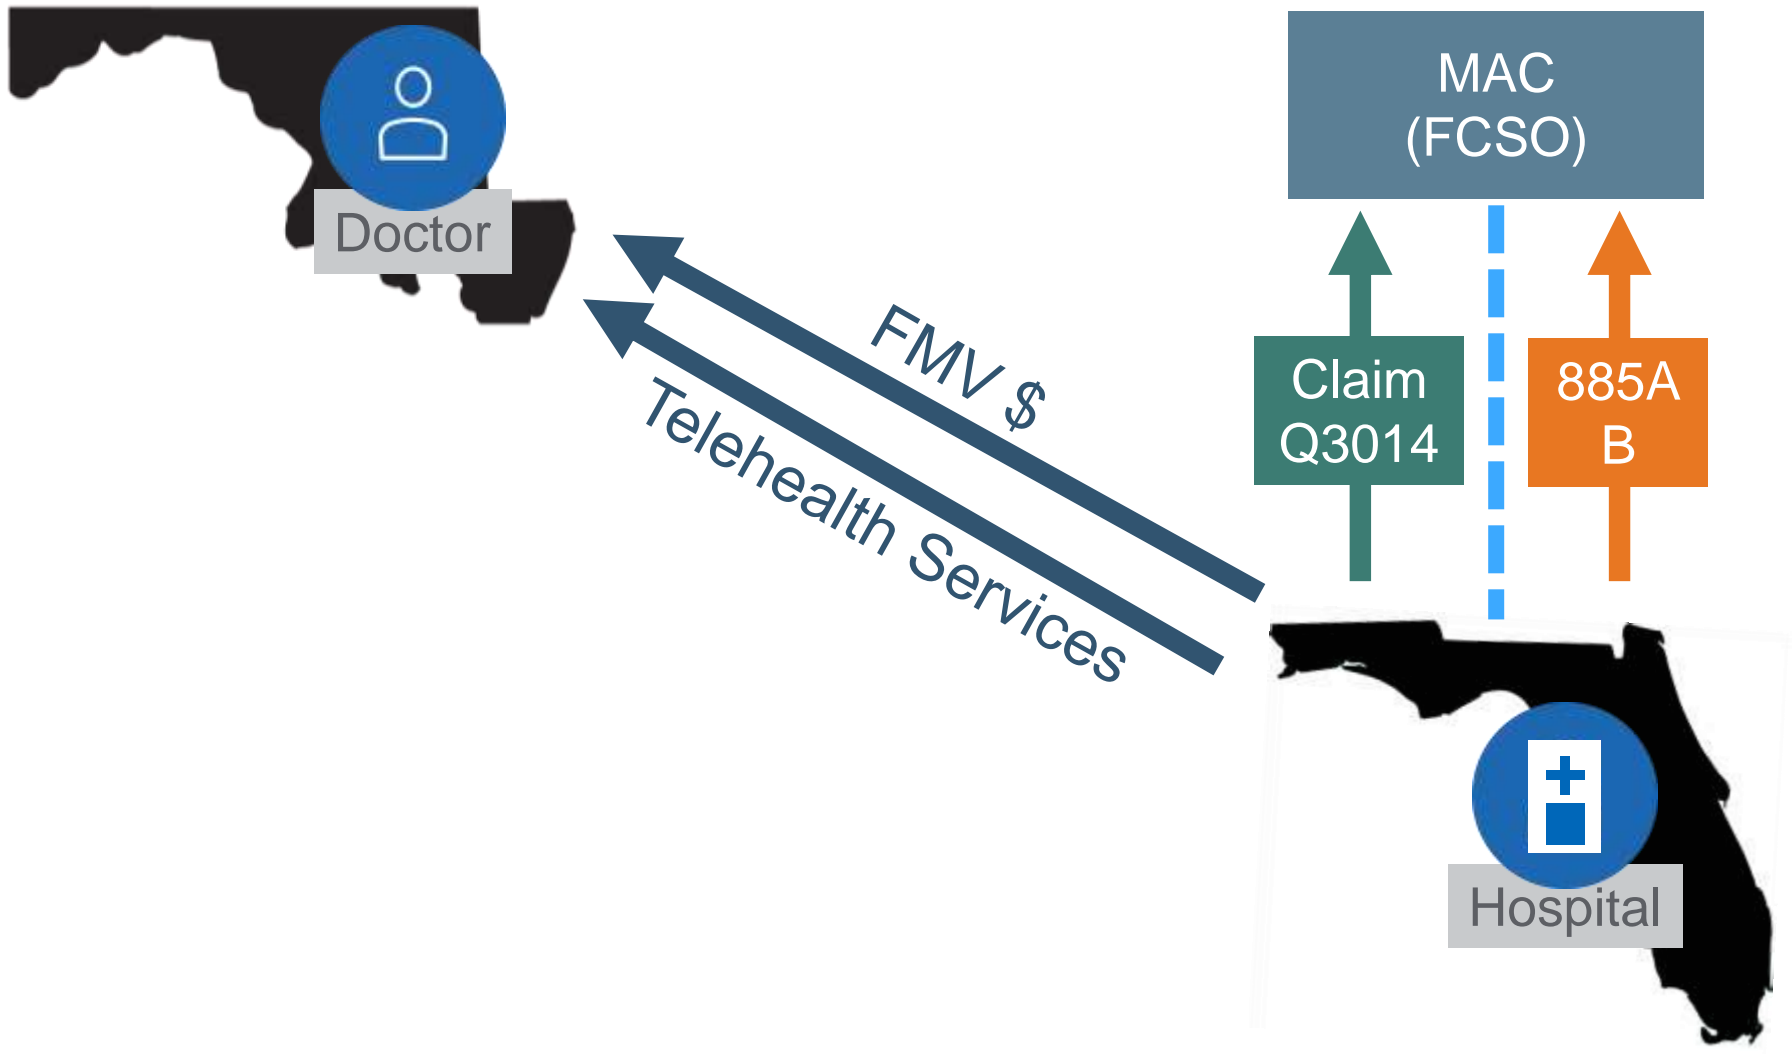 Doctor
FMV $
Telehealth Services
MAC
(FCSO)
Claim
Q3014
885A
B
Hospital